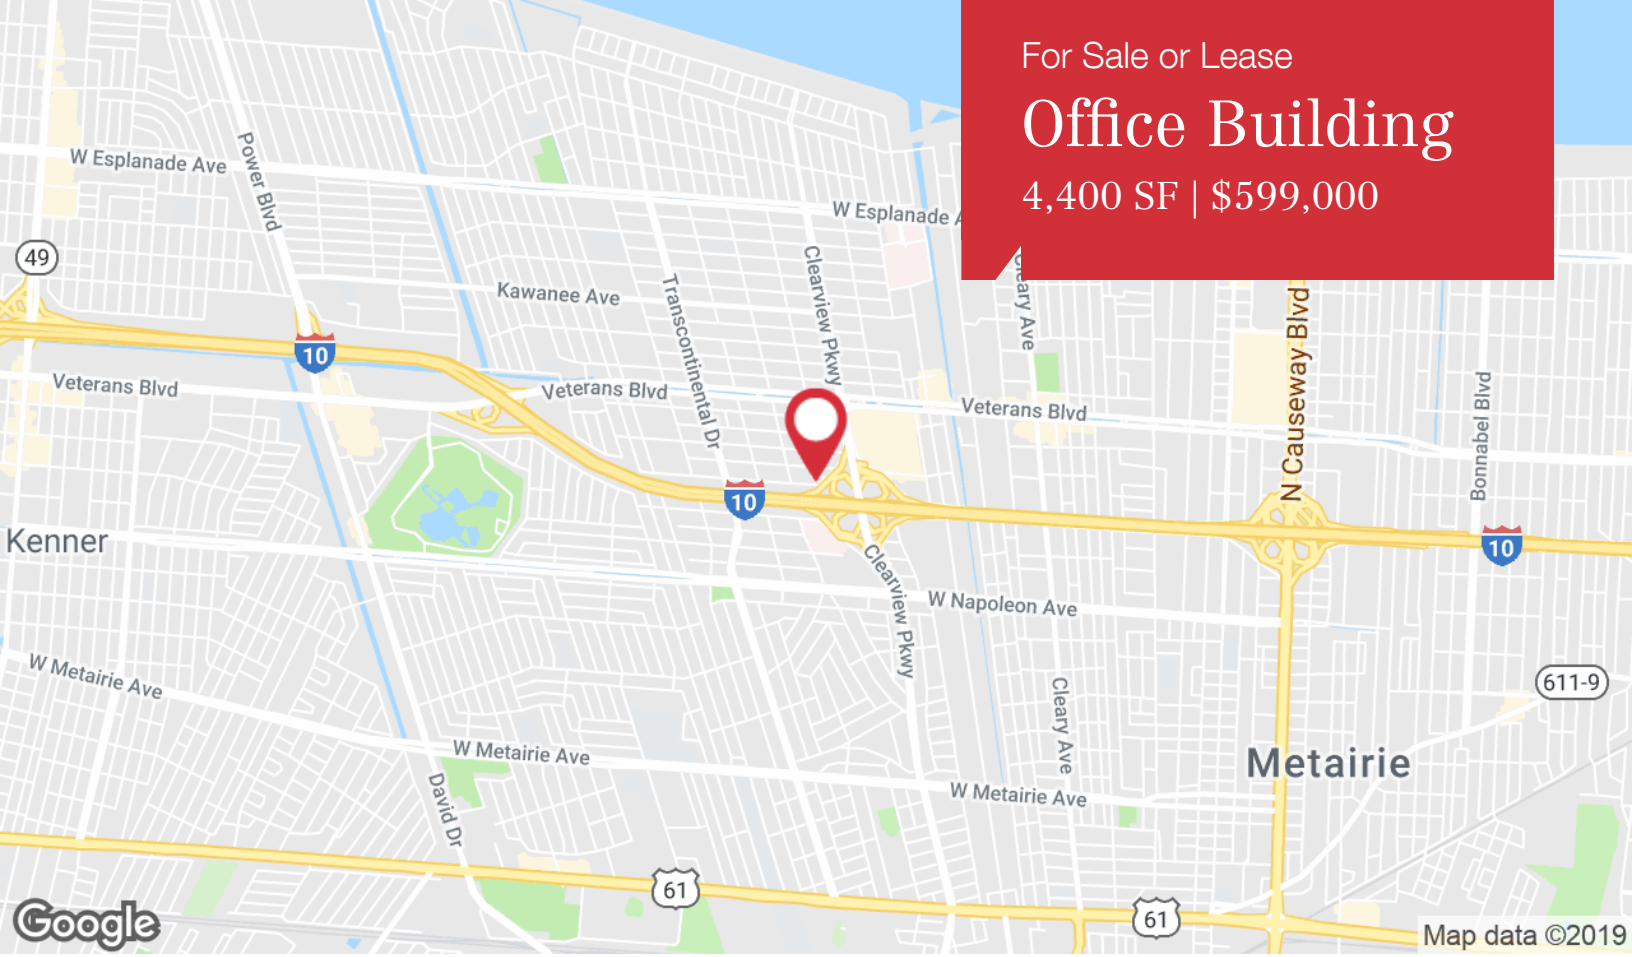 For Sale or Lease
Office Building
4,400 SF | $599,000
W Esplanade Ave
Power Blvd
W Esplanade A
49
Kawanee Ave
Transcontinental Dr
Clearview Pkwy
Cleary Ave
N Causeway Blvd
10
Veterans Blvd
Veterans Blvd
Veterans Blvd
Bonnabel Blvd
10
10
Kenner
Clearview Pkwy
W Napoleon Ave
W Metairie Ave
611-9
Cleary Ave
W Metairie Ave
Metairie
W Metairie Ave
David Dr
61
61
Google
Map data ©2019